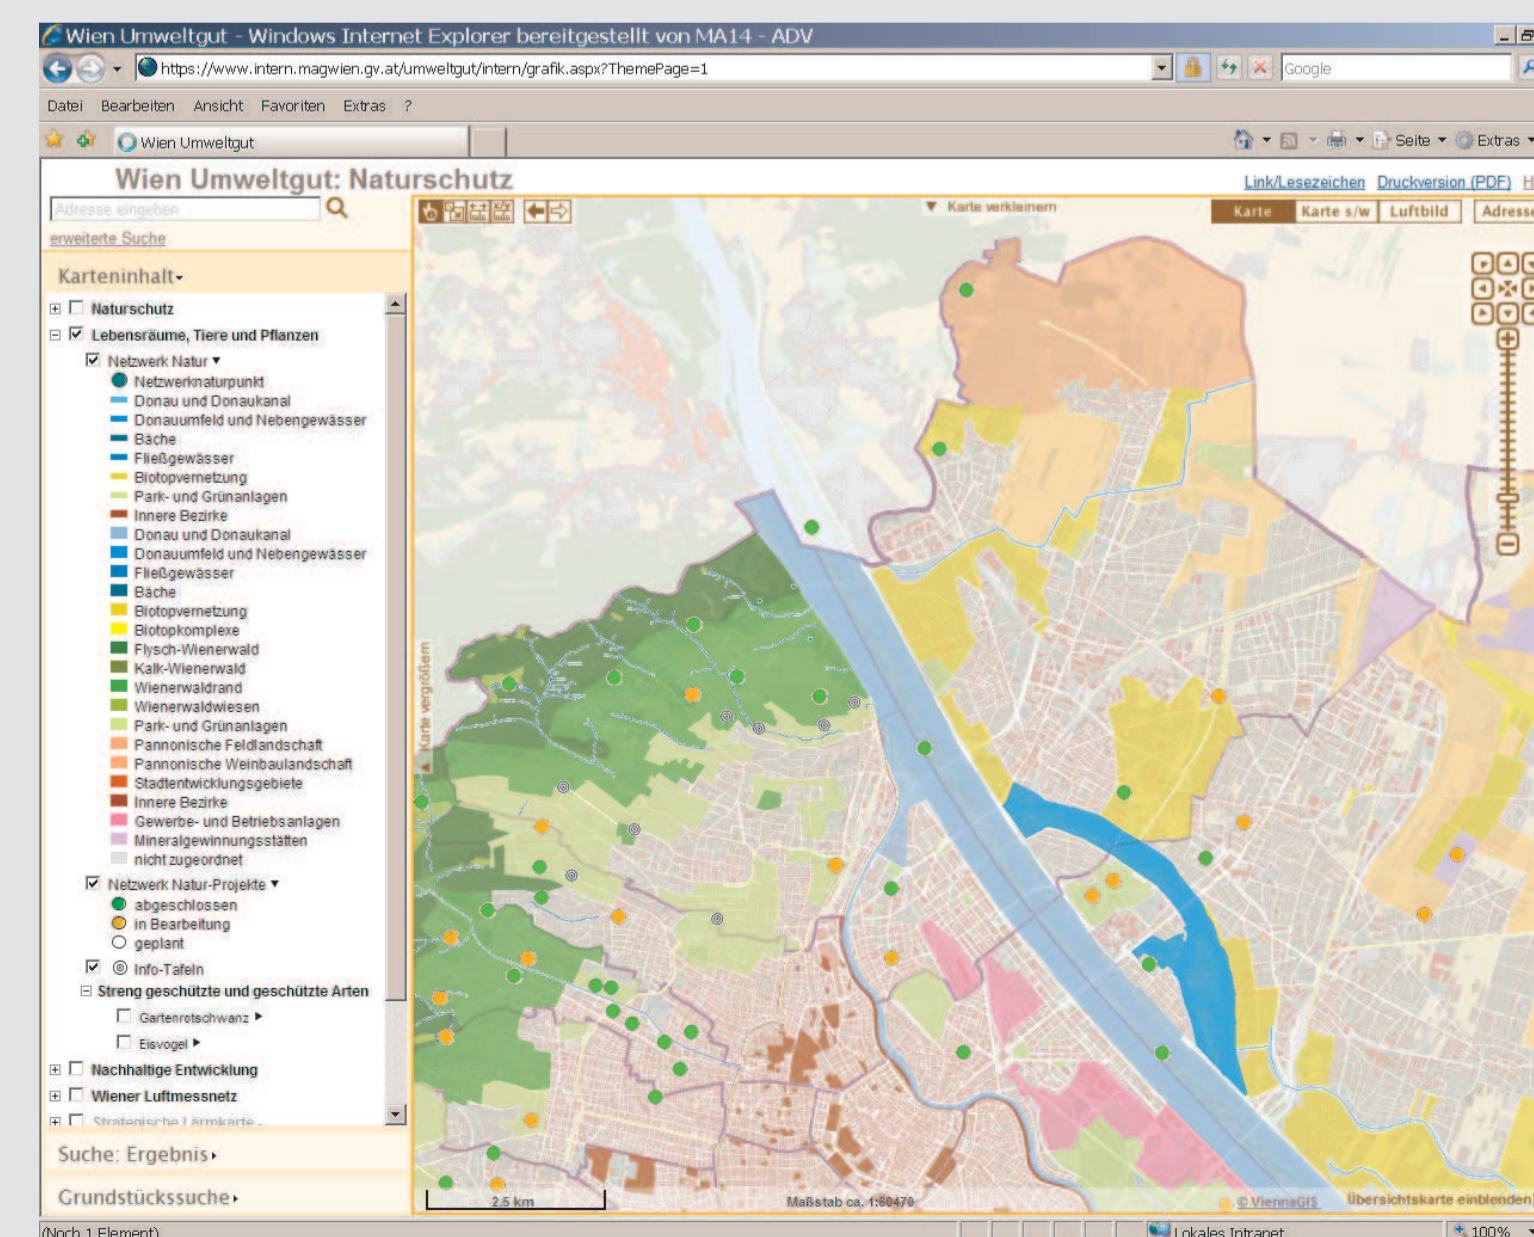 Wien Umweltgut - Windows Internet Explorer bereitgestellt von MA14 - ADV
https://www.intern.magwien.gv.at/umweltgut/intern/grafik.aspx?ThemePage=1
Google
Datei Bearbeiten Ansicht Favoriten Extras ?
Wien Umweltgut
Seite
Extras
Wien Umweltgut: Naturschutz
Link/Lesezeichen Druckversion (PDF) H
Adresse eingeben
erweiterte Suche
▼ Karte verkleinern
Karte
Karte s/w
Luftbild
Adresse
Karteninhalt
Naturschutz
Lebensräume, Tiere und Pflanzen
Netzwerk Natur ▼
Netzwerknaturpunkt
Donau und Donaukanal
Donauumfeld und Nebengewässer
Bäche
Fließgewässer
Biotopvernetzung
Park- und Grünanlagen
Innere Bezirke
Donau und Donaukanal
Donauumfeld und Nebengewässer
Fließgewässer
Bäche
Biotopvernetzung
Biotopkomplexe
Flysch-Wienerwald
Kalk-Wienerwald
Wienerwaldrand
Wienerwaldwiesen
Park- und Grünanlagen
Pannonische Feldlandschaft
Pannonische Weinbaulandschaft
Stadtentwicklungsgebiete
Innere Bezirke
Gewerbe- und Betriebsanlagen
Mineralgewinnungsstätten
nicht zugeordnet
Netzwerk Natur-Projekte ▼
abgeschlossen
in Bearbeitung
geplant
Info-Tafeln
Streng geschützte und geschützte Arten
Gartenrotschwanz ►
Eisvogel ►
Nachhaltige Entwicklung
Wiener Luftmessnetz
Strategische Lärmkarte
Suche: Ergebnis
Grundstückssuche
▲ Karte vergrößern
2.5 km
Maßstab ca. 1:60470
© ViennaGIS
Übersichtskarte einblenden
(Noch 1 Element)
Lokales Intranet
100%